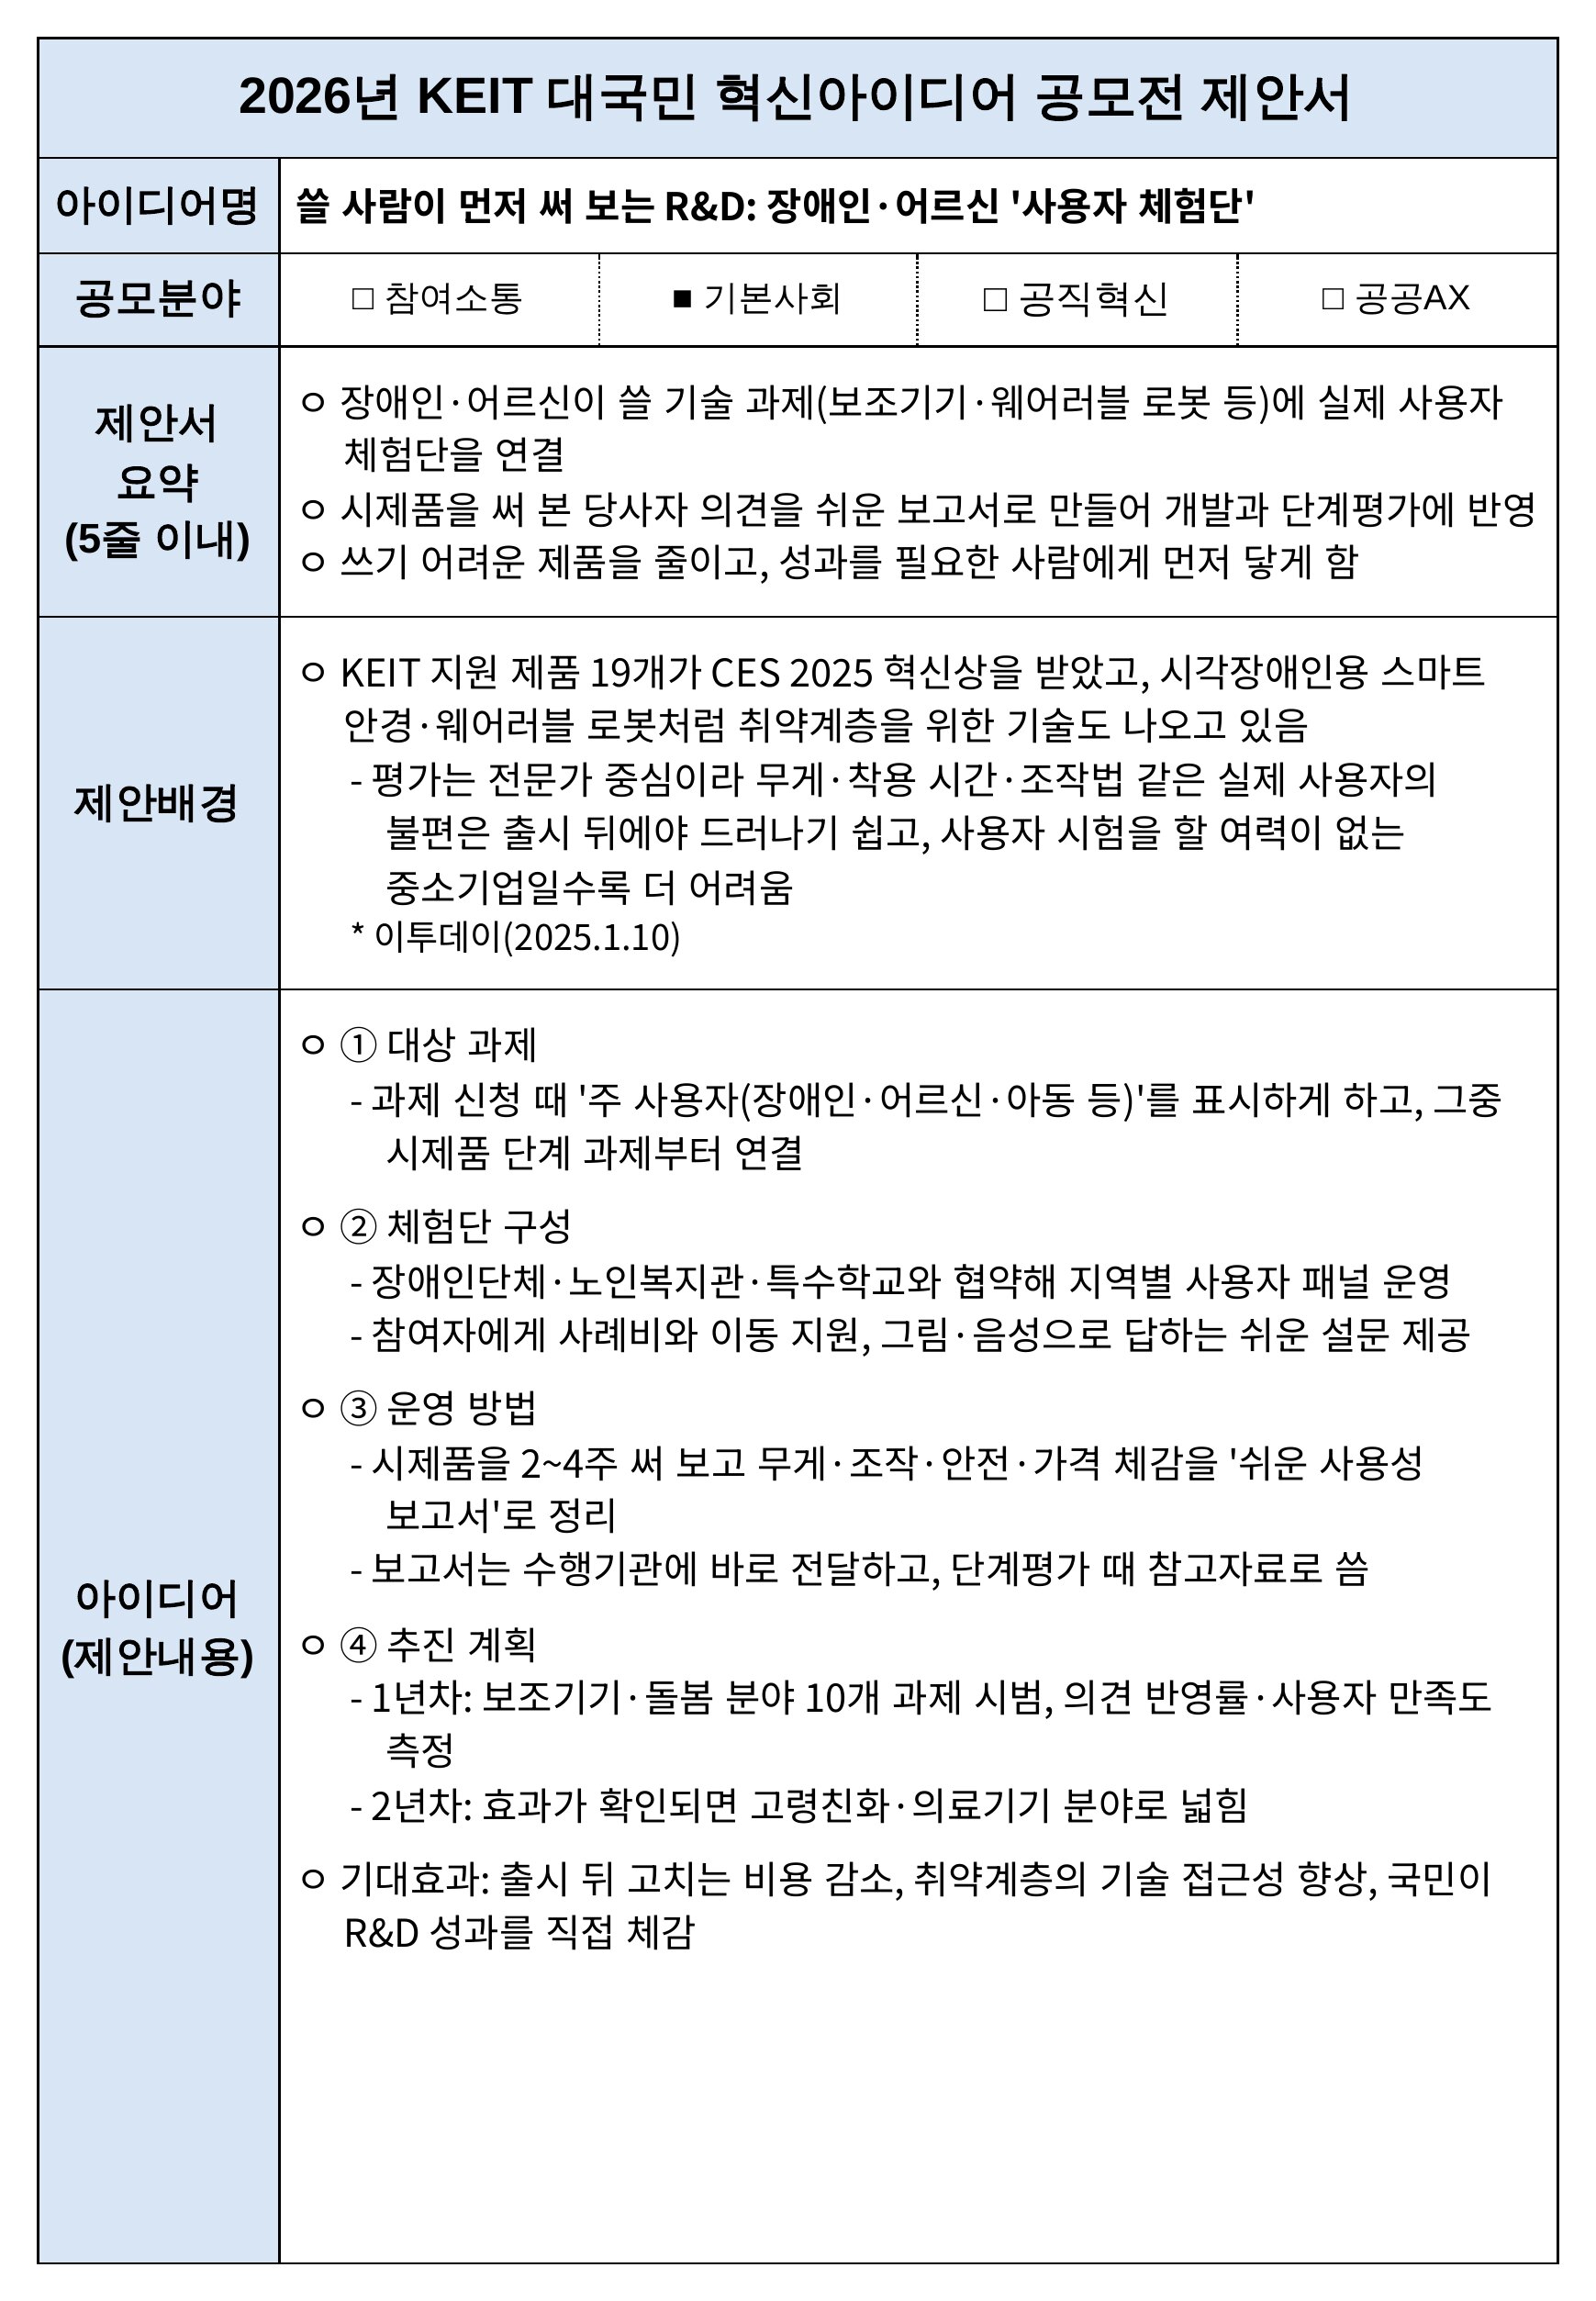 2026년 KEIT 대국민 혁신아이디어 공모전 제안서
아이디어명
쓸 사람이 먼저 써 보는 R&D: 장애인·어르신 '사용자 체험단'
공모분야
□ 참여소통
■ 기본사회
□ 공직혁신
□ 공공AX
제안서
요약
(5줄 이내)
ㅇ 장애인·어르신이 쓸 기술 과제(보조기기·웨어러블 로봇 등)에 실제 사용자
체험단을 연결
ㅇ 시제품을 써 본 당사자 의견을 쉬운 보고서로 만들어 개발과 단계평가에 반영
ㅇ 쓰기 어려운 제품을 줄이고, 성과를 필요한 사람에게 먼저 닿게 함
제안배경
ㅇ KEIT 지원 제품 19개가 CES 2025 혁신상을 받았고, 시각장애인용 스마트
안경·웨어러블 로봇처럼 취약계층을 위한 기술도 나오고 있음
- 평가는 전문가 중심이라 무게·착용 시간·조작법 같은 실제 사용자의
불편은 출시 뒤에야 드러나기 쉽고, 사용자 시험을 할 여력이 없는
중소기업일수록 더 어려움
* 이투데이(2025.1.10)
아이디어
(제안내용)
ㅇ ① 대상 과제
- 과제 신청 때 '주 사용자(장애인·어르신·아동 등)'를 표시하게 하고, 그중
시제품 단계 과제부터 연결
ㅇ ② 체험단 구성
- 장애인단체·노인복지관·특수학교와 협약해 지역별 사용자 패널 운영
- 참여자에게 사례비와 이동 지원, 그림·음성으로 답하는 쉬운 설문 제공
ㅇ ③ 운영 방법
- 시제품을 2~4주 써 보고 무게·조작·안전·가격 체감을 '쉬운 사용성
보고서'로 정리
- 보고서는 수행기관에 바로 전달하고, 단계평가 때 참고자료로 씀
ㅇ ④ 추진 계획
- 1년차: 보조기기·돌봄 분야 10개 과제 시범, 의견 반영률·사용자 만족도
측정
- 2년차: 효과가 확인되면 고령친화·의료기기 분야로 넓힘
ㅇ 기대효과: 출시 뒤 고치는 비용 감소, 취약계층의 기술 접근성 향상, 국민이
R&D 성과를 직접 체감